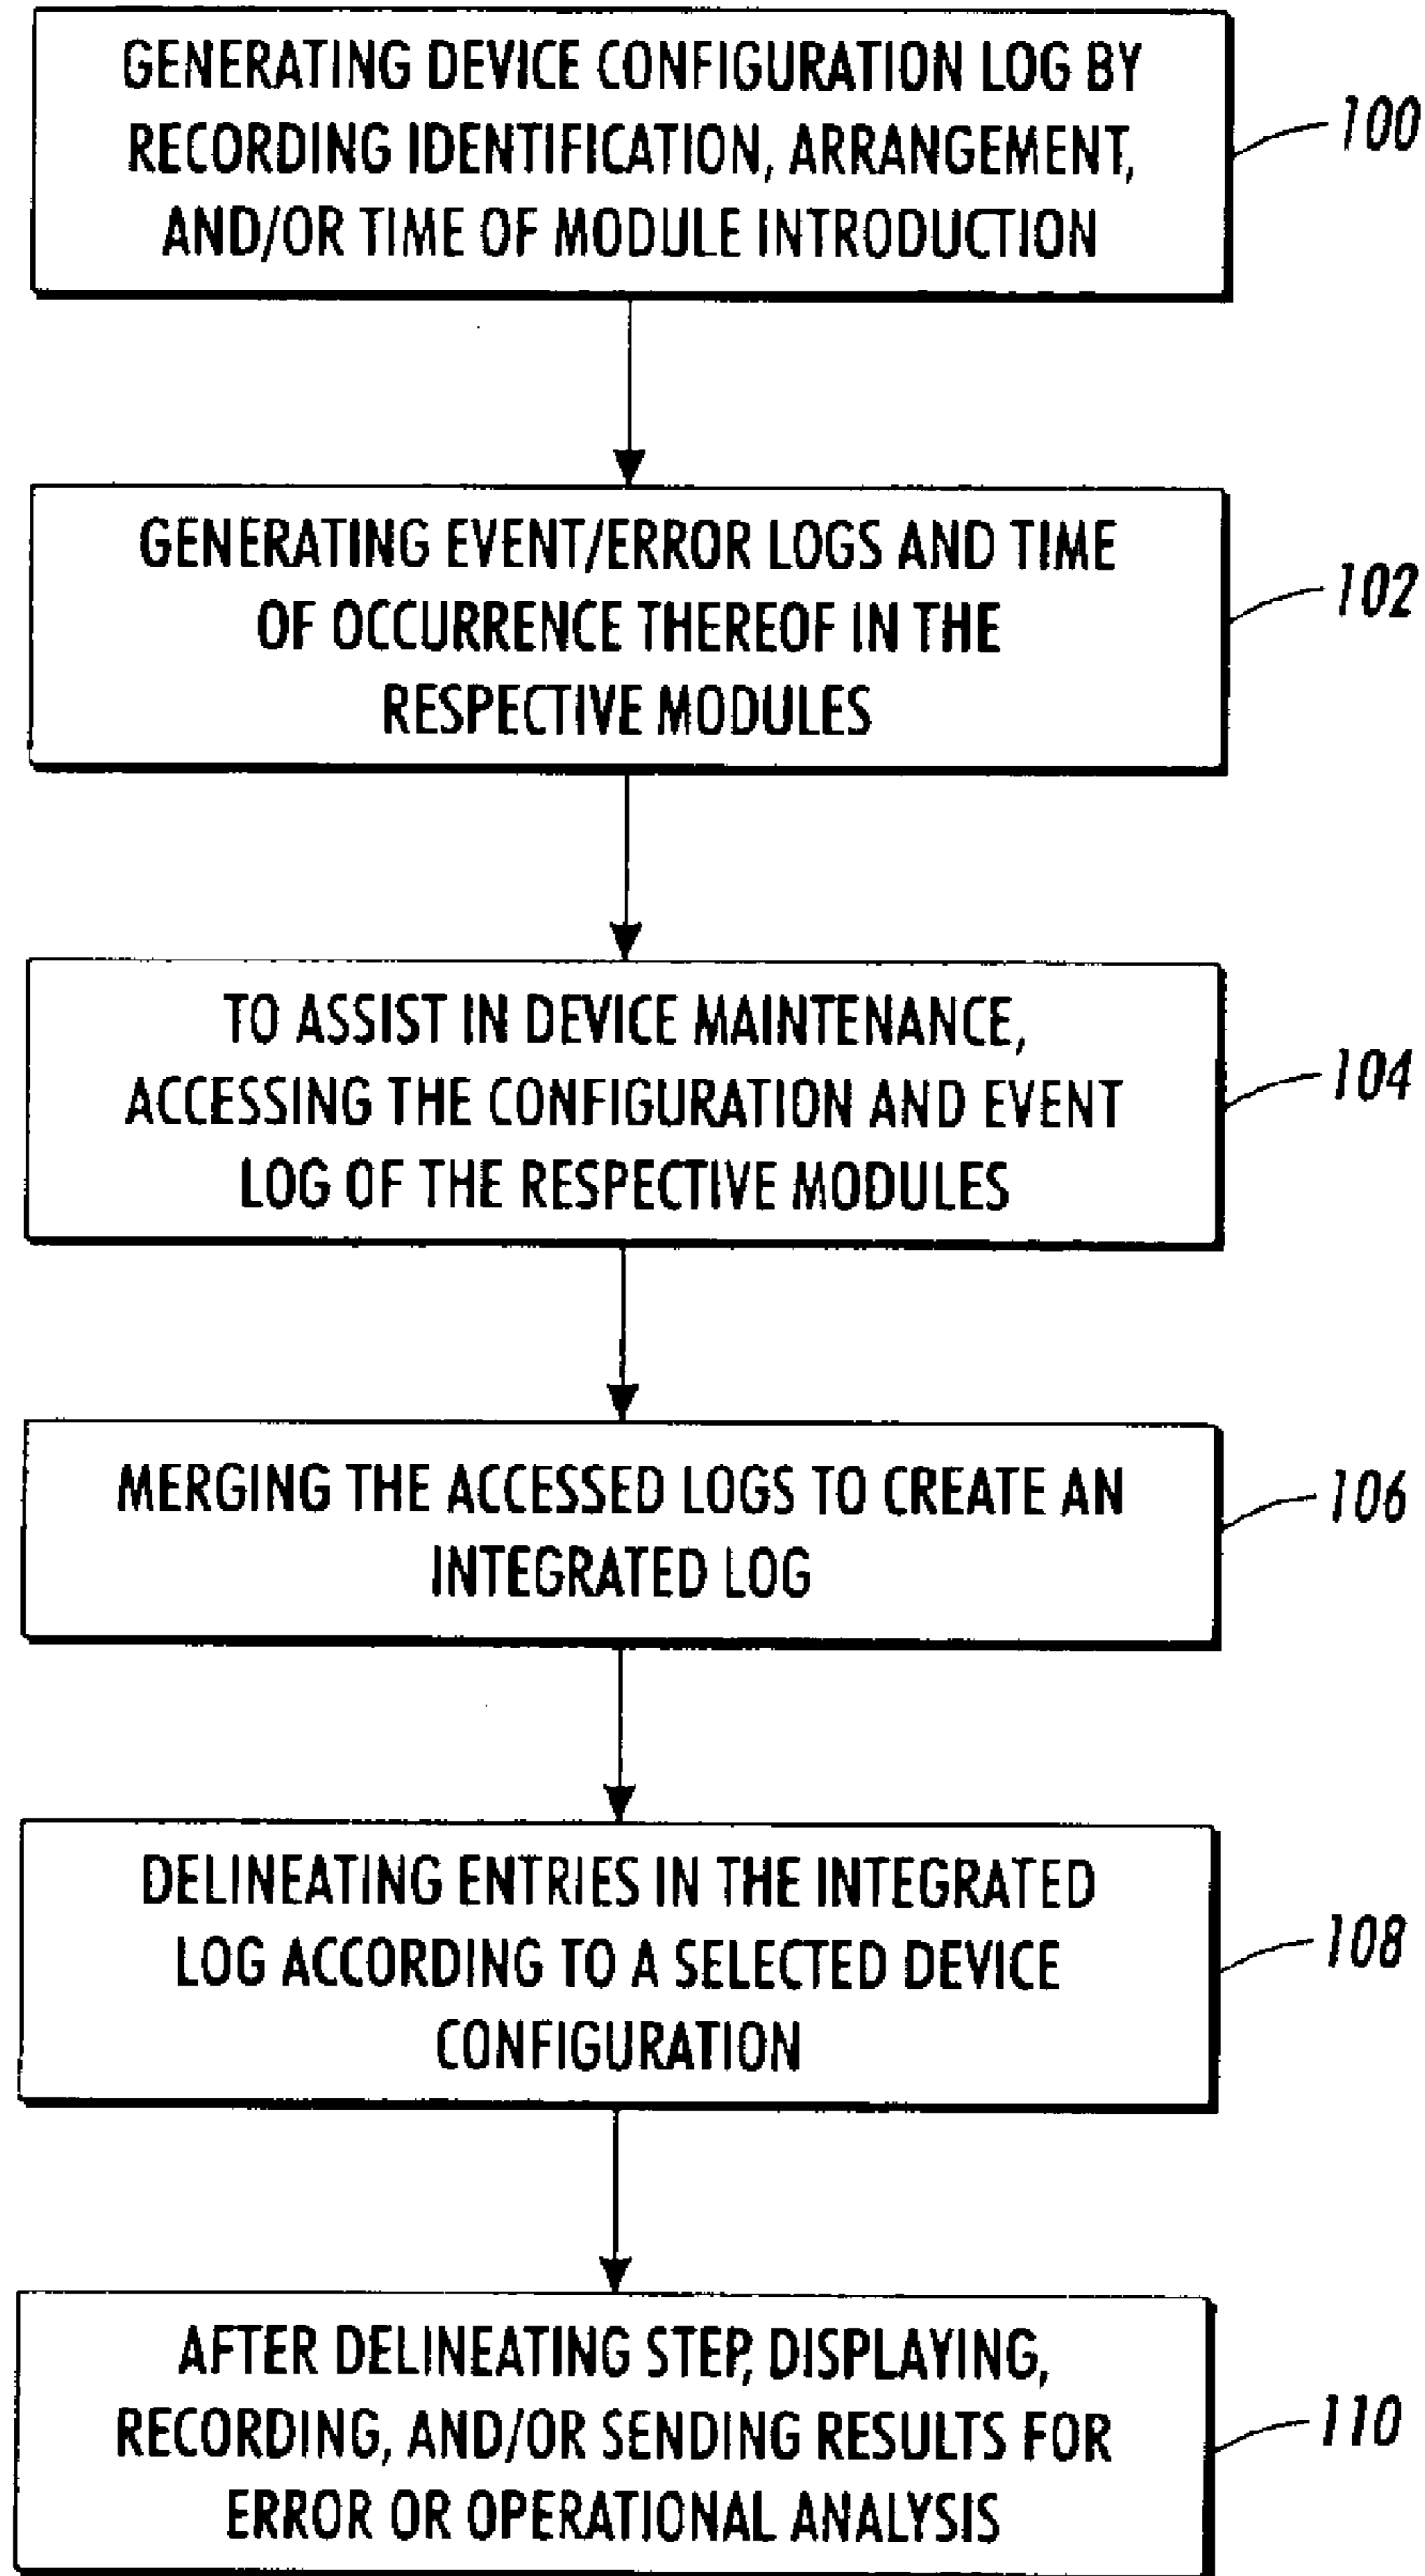 GENERATING DEVICE CONFIGURATION LOG BY
RECORDING IDENTIFICATION, ARRANGEMENT,
AND/OR TIME OF MODULE INTRODUCTION
100
GENERATING EVENT/ERROR LOGS AND TIME
OF OCCURRENCE THEREOF IN THE
RESPECTIVE MODULES
102
TO ASSIST IN DEVICE MAINTENANCE,
ACCESSING THE CONFIGURATION AND EVENT
LOG OF THE RESPECTIVE MODULES
104
MERGING THE ACCESSED LOGS TO CREATE AN
INTEGRATED LOG
106
DELINEATING ENTRIES IN THE INTEGRATED
LOG ACCORDING TO A SELECTED DEVICE
CONFIGURATION
108
AFTER DELINEATING STEP, DISPLAYING,
RECORDING, AND/OR SENDING RESULTS FOR
ERROR OR OPERATIONAL ANALYSIS
110